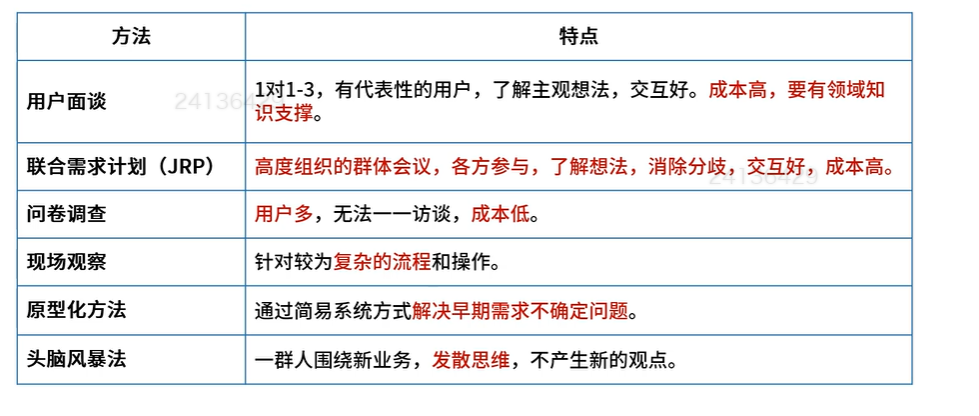 方法
特点
用户面谈
1对1-3，有代表性的用户，了解主观想法，交互好。成本高，要有领域知
识支撑。
24136429
联合需求计划（JRP）
高度组织的群体会议，各方参与，了解想法，消除分歧，交互好，成本高。
24136429
问卷调查
用户多，无法一一访谈，成本低。
现场观察
针对较为复杂的流程和操作。
原型化方法
通过简易系统方式解决早期需求不确定问题。
头脑风暴法
一群人围绕新业务，发散思维，不产生新的观点。